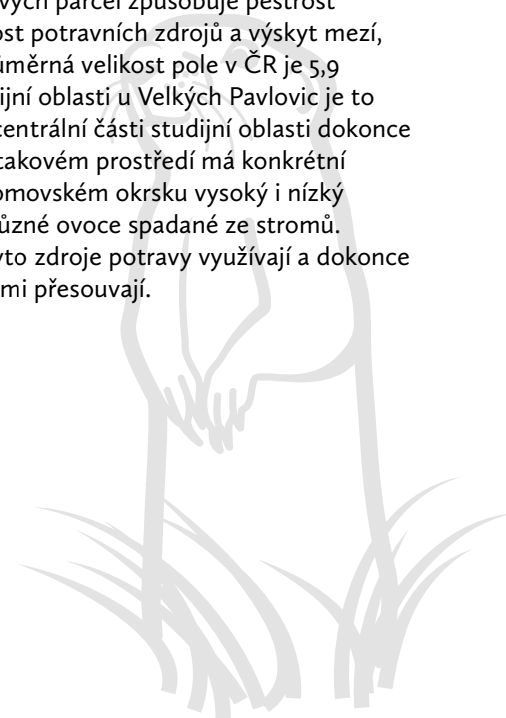 vých parcel způsobuje pestrost
ost potravních zdrojů a výskyt mezí,
ůměrná velikost pole v ČR je 5,9
ijní oblasti u Velkých Pavlovic je to
centrální části studijní oblasti dokonce
takovém prostředí má konkrétní
omovském okrsku vysoký i nízký
ůzné ovoce spadané ze stromů.
yto zdroje potravy využívají a dokonce
mi přesouvají.